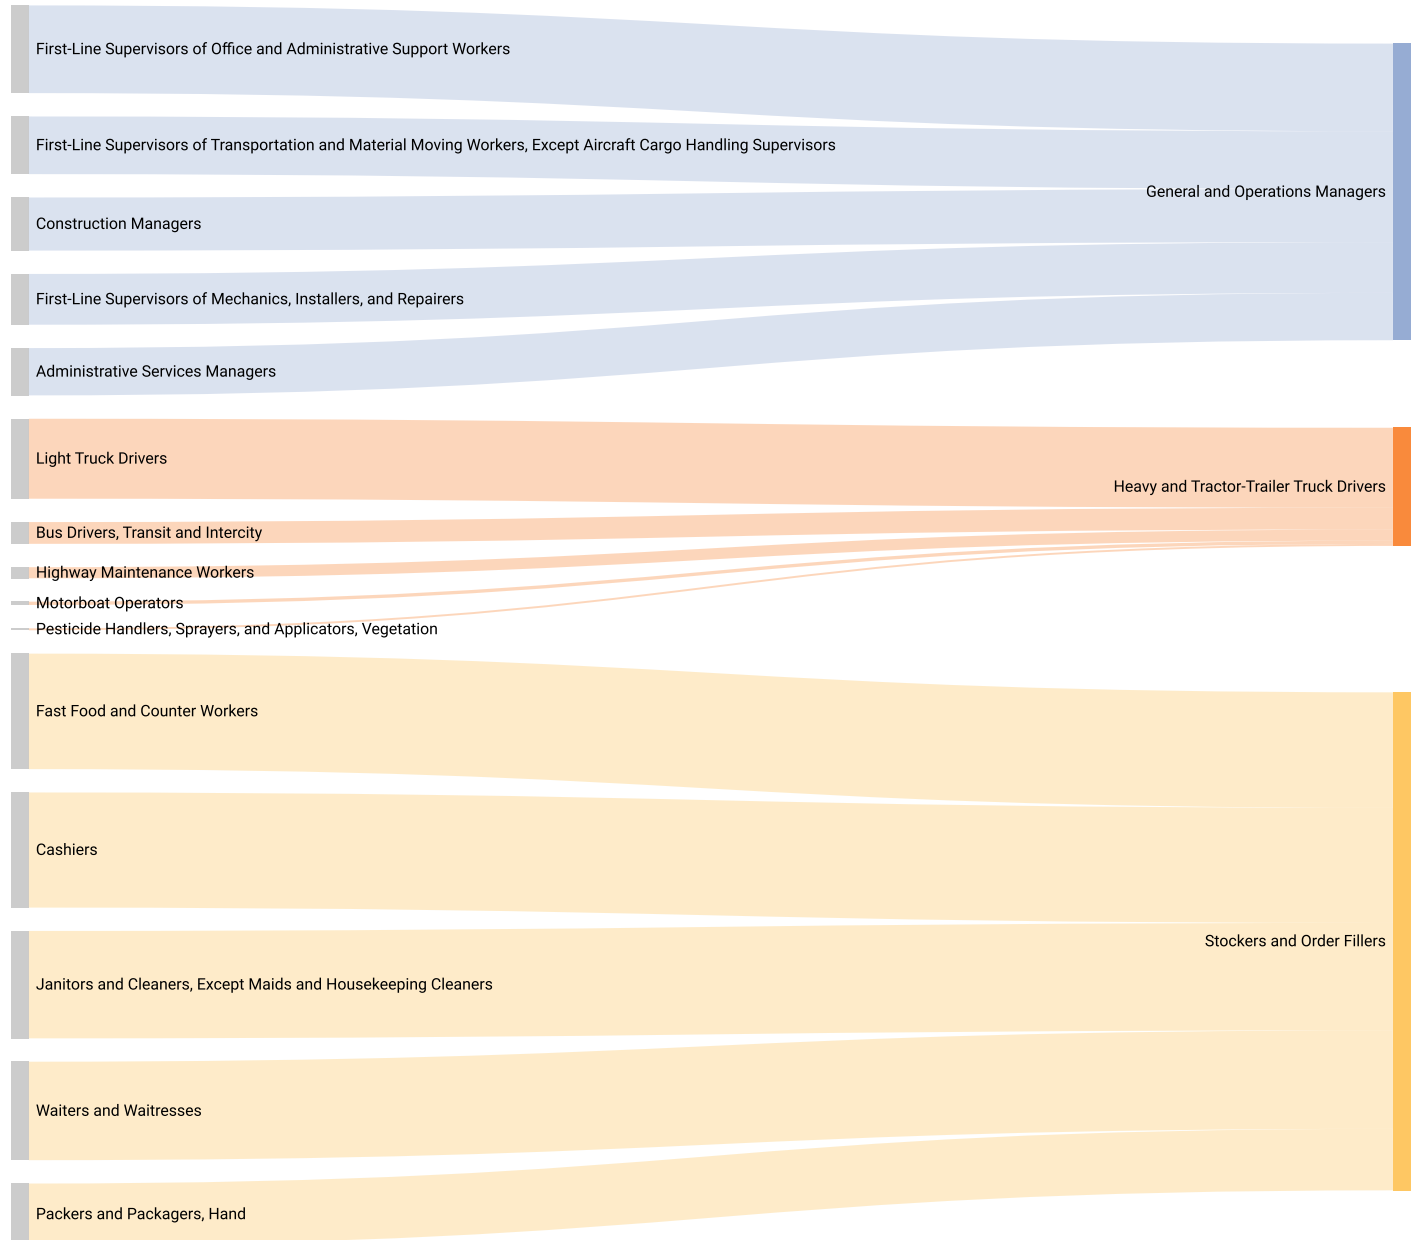 First-Line Supervisors of Office and Administrative Support Workers
First-Line Supervisors of Transportation and Material Moving Workers, Except Aircraft Cargo Handling Supervisors
General and Operations Managers
Construction Managers
First-Line Supervisors of Mechanics, Installers, and Repairers
Administrative Services Managers
Light Truck Drivers
Heavy and Tractor-Trailer Truck Drivers
Bus Drivers, Transit and Intercity
Highway Maintenance Workers
Motorboat Operators
Pesticide Handlers, Sprayers, and Applicators, Vegetation
Fast Food and Counter Workers
Cashiers
Stockers and Order Fillers
Janitors and Cleaners, Except Maids and Housekeeping Cleaners
Waiters and Waitresses
Packers and Packagers, Hand